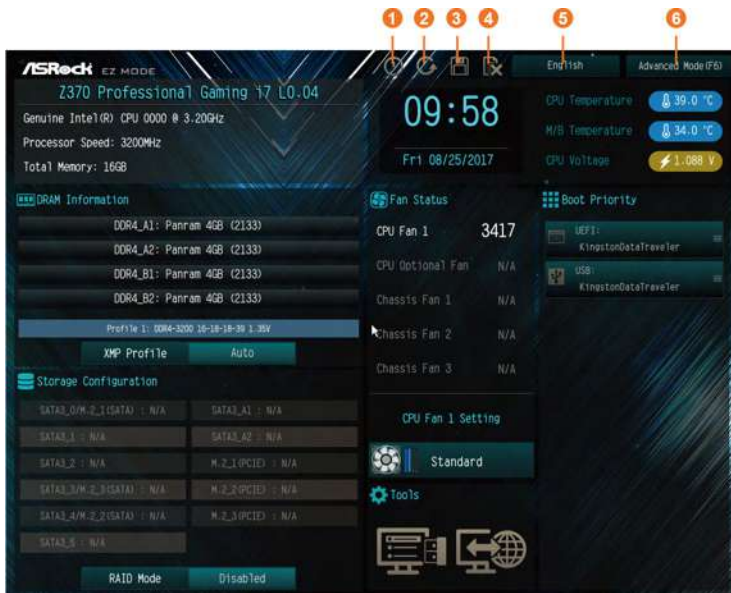 1 2 3 4 5 6
ASRock EZ MODE
English
Advanced Mode(F6)
Z370 Professional Gaming i7 L0.04
Genuine Intel(R) CPU 0000 @ 3.20GHz
Processor Speed: 3200MHz
Total Memory: 16GB
09:58
Fri 08/25/2017
CPU Temperature 39.0 °C
M/B Temperature 34.0 °C
CPU Voltage 1.088 V
DRAM Information
DDR4_A1: Panram 4GB (2133)
DDR4_A2: Panram 4GB (2133)
DDR4_B1: Panram 4GB (2133)
DDR4_B2: Panram 4GB (2133)
Profile 1: DDR4-3200 16-18-18-39 1.35V
XMP Profile Auto
Storage Configuration
SATA3_0/M.2_1(SATA) : N/A
SATA3_A1 : N/A
SATA3_1 : N/A
SATA3_A2 : N/A
SATA3_2 : N/A
M.2_1(PCIE) : N/A
SATA3_3/M.2_3(SATA) : N/A
M.2_2(PCIE) : N/A
SATA3_4/M.2_2(SATA) : N/A
M.2_3(PCIE) : N/A
SATA3_5 : N/A
RAID Mode Disabled
Fan Status
CPU Fan 1 3417
CPU Optional Fan N/A
Chassis Fan 1 N/A
Chassis Fan 2 N/A
Chassis Fan 3 N/A
CPU Fan 1 Setting
Standard
Tools
Boot Priority
UEFI:
KingstonDataTraveler
USB:
KingstonDataTraveler